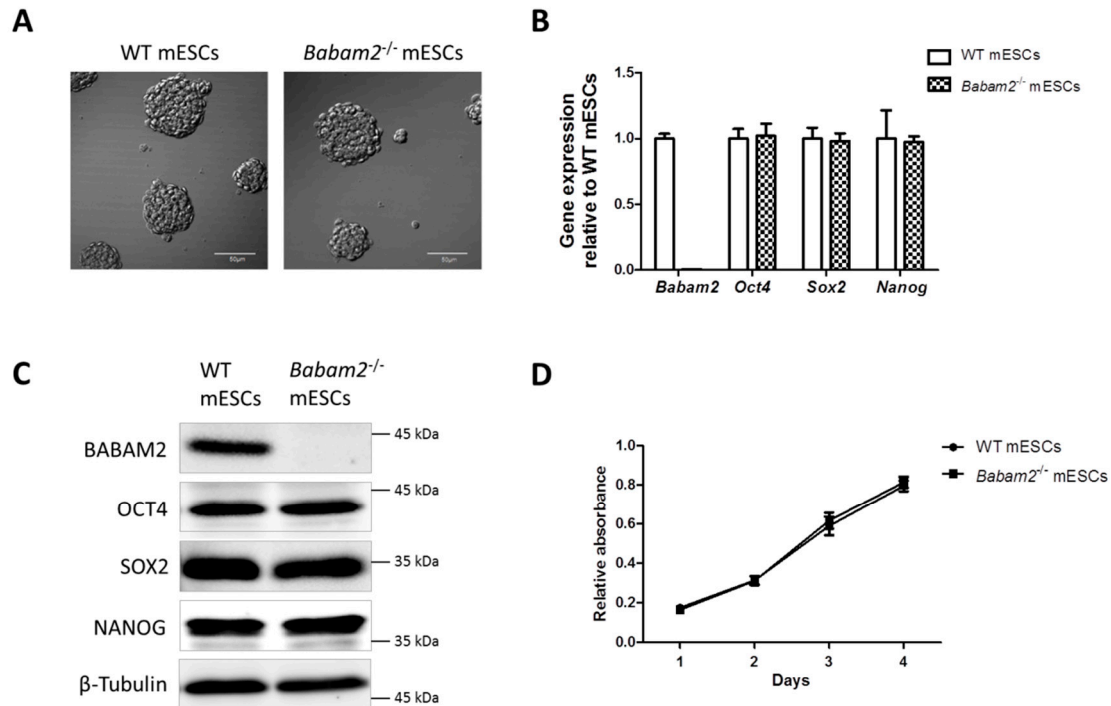 A
WT mESCs
Babam2-/- mESCs
50µm
50µm
B
WT mESCs
Babam2-/- mESCs
Gene expression
relative to WT mESCs
1.5
1.0
0.5
0.0
Babam2
Oct4
Sox2
Nanog
C
WT
mESCs
Babam2-/-
mESCs
BABAM2
45 kDa
OCT4
45 kDa
SOX2
35 kDa
NANOG
35 kDa
β-Tubulin
45 kDa
D
WT mESCs
Babam2-/- mESCs
Relative absorbance
1.0
0.8
0.6
0.4
0.2
0.0
1
2
3
4
Days